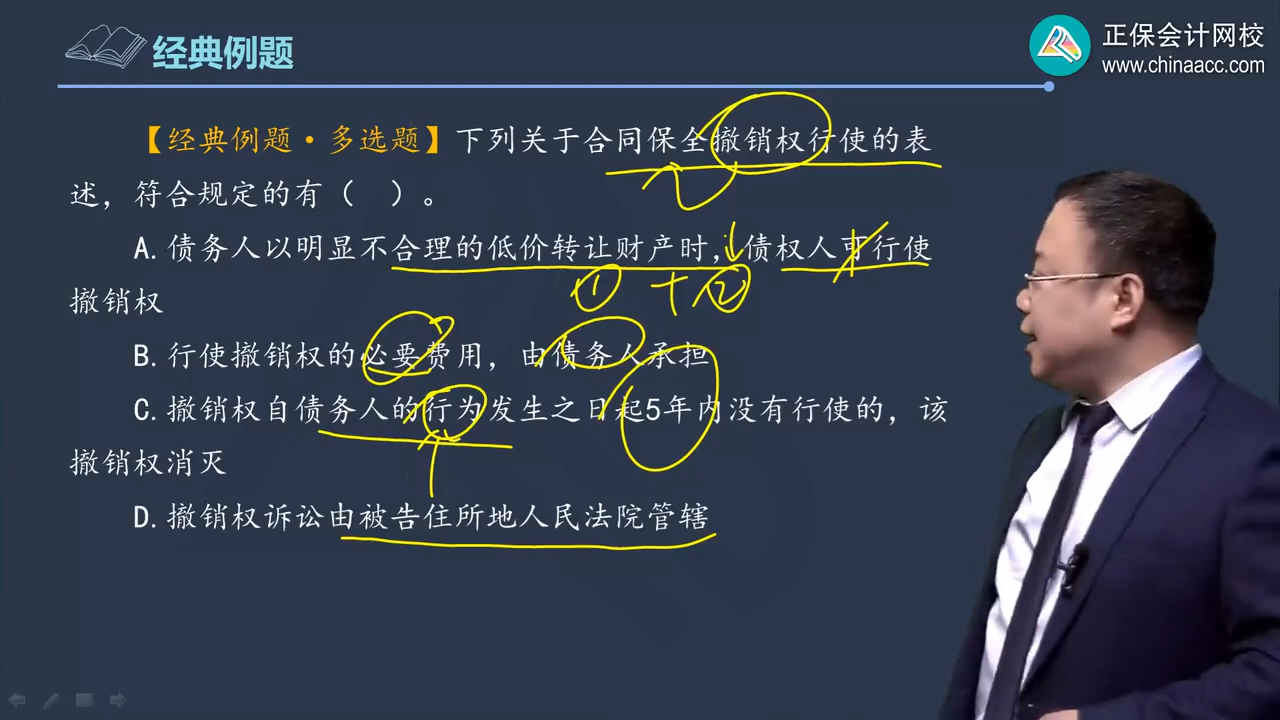 经典例题
正保会计网校
www.chinaacc.com
【经典例题·多选题】下列关于合同保全撤销权行使的表
述，符合规定的有（ ）。
A.债务人以明显不合理的低价转让财产时，债权人可行使
①+②
撤销权
B.行使撤销权的必要费用，由债务人承担
C.撤销权自债务人的行为发生之日起5年内没有行使的，该
撤销权消灭
D.撤销权诉讼由被告住所地人民法院管辖